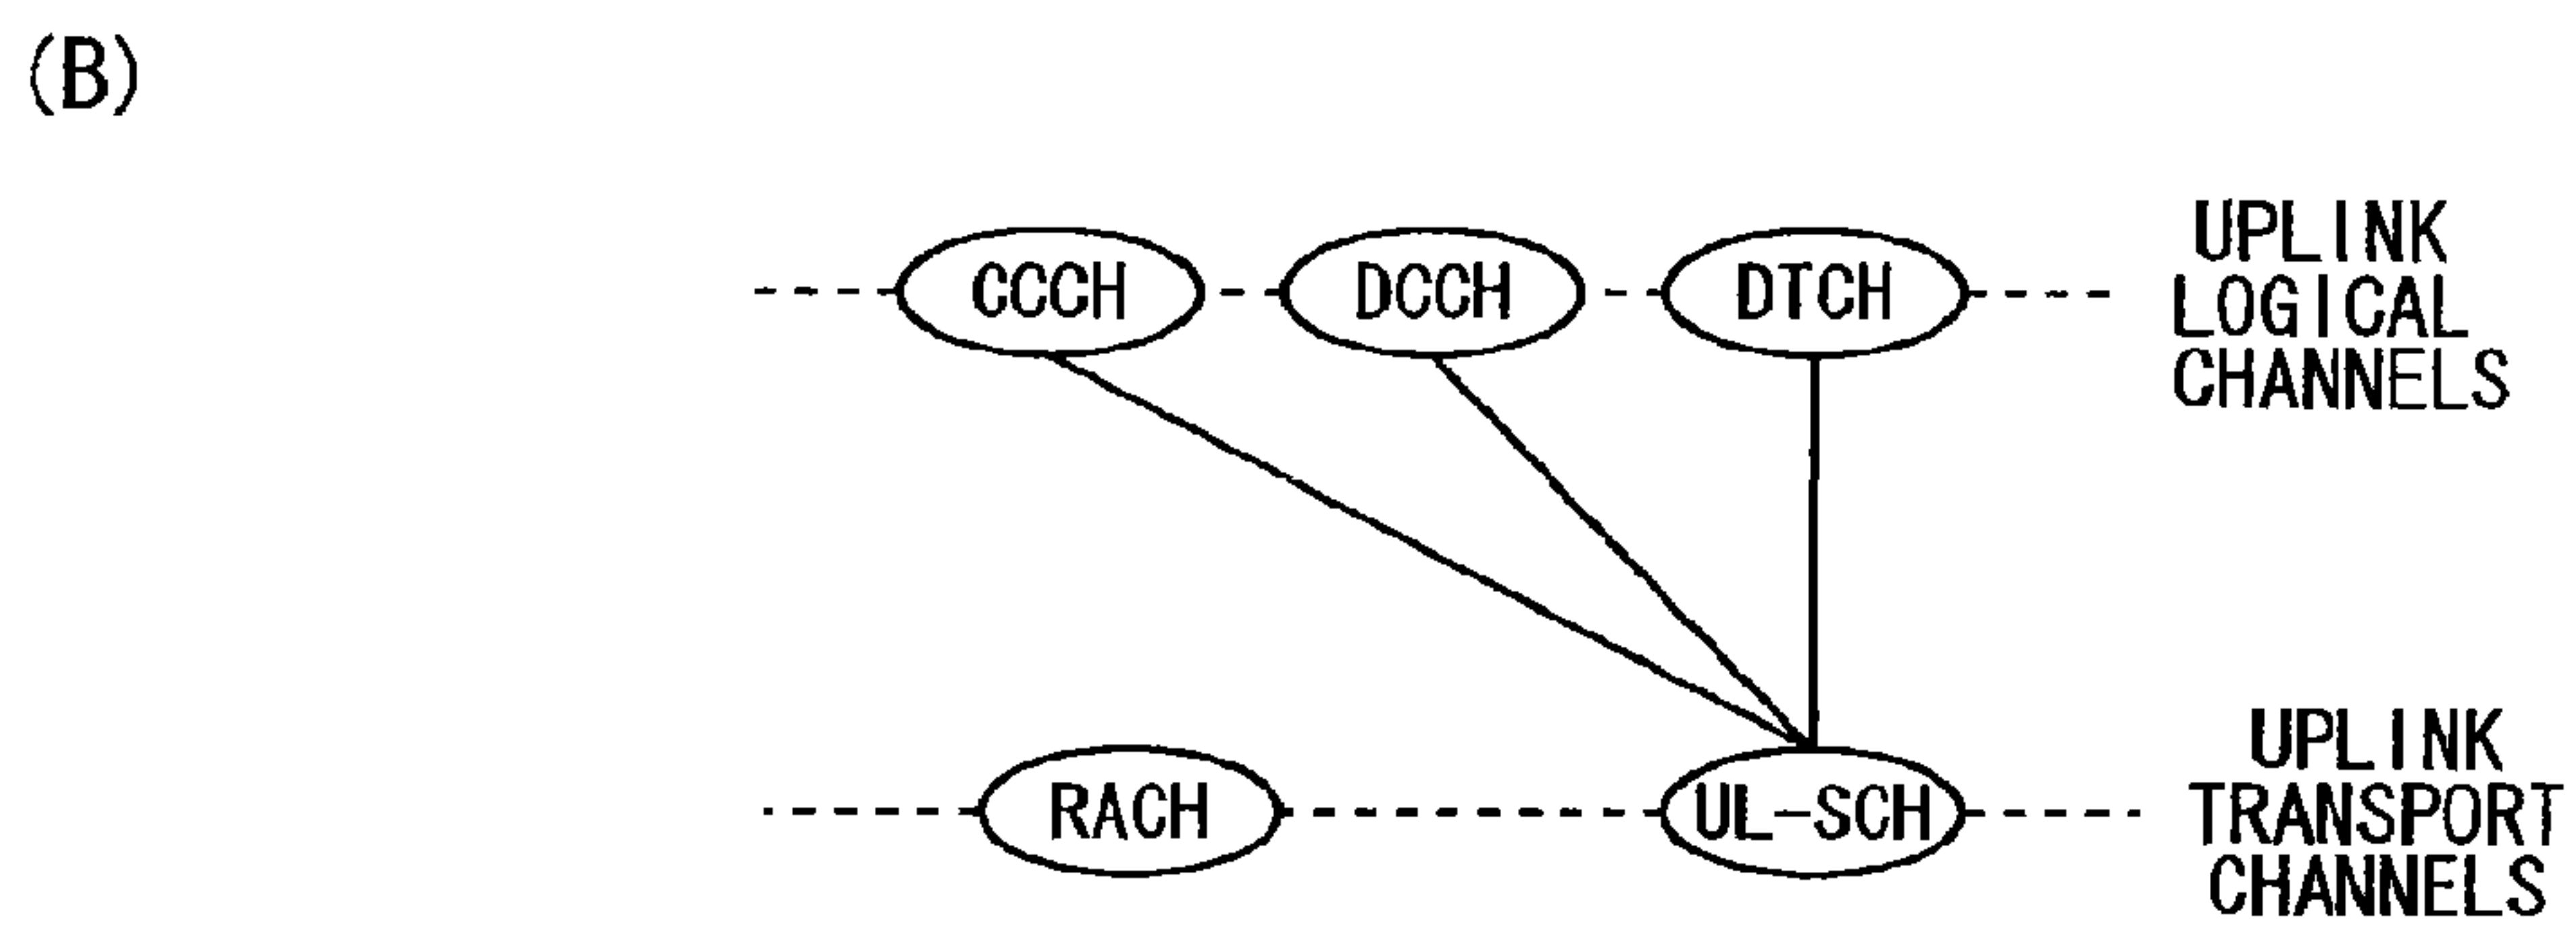 (B)
CCCH DCCH DTCH
UPLINK
LOGICAL
CHANNELS
RACH UL-SCH
UPLINK
TRANSPORT
CHANNELS